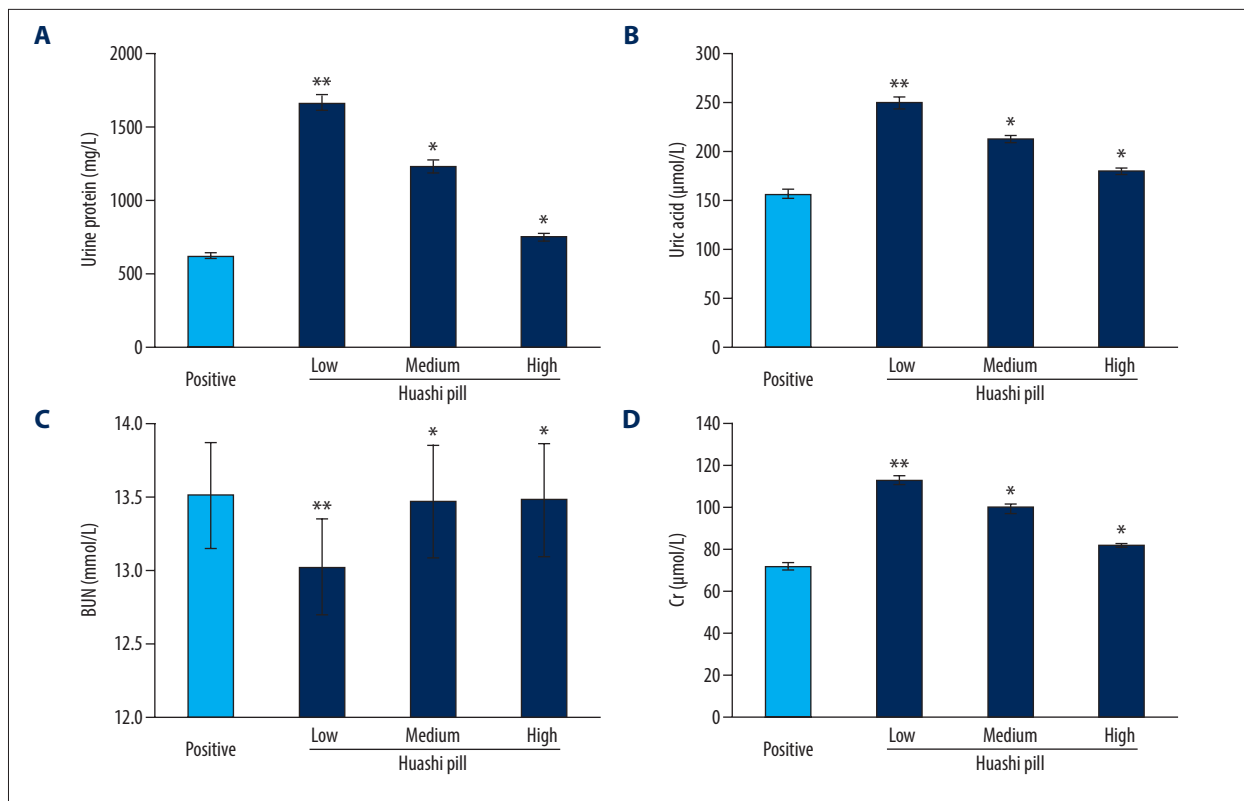 A
Urine protein (mg/L)
2000
1500
1000
500
0
**
*
*
Positive
Low Medium High
Huashi pill
B
Uric acid (µmol/L)
300
250
200
150
100
50
0
**
*
*
Positive
Low Medium High
Huashi pill
C
BUN (mmol/L)
14.0
13.5
13.0
12.5
12.0
**
*
*
Positive
Low Medium High
Huashi pill
D
Cr (µmol/L)
140
120
100
80
60
40
20
0
**
*
*
Positive
Low Medium High
Huashi pill